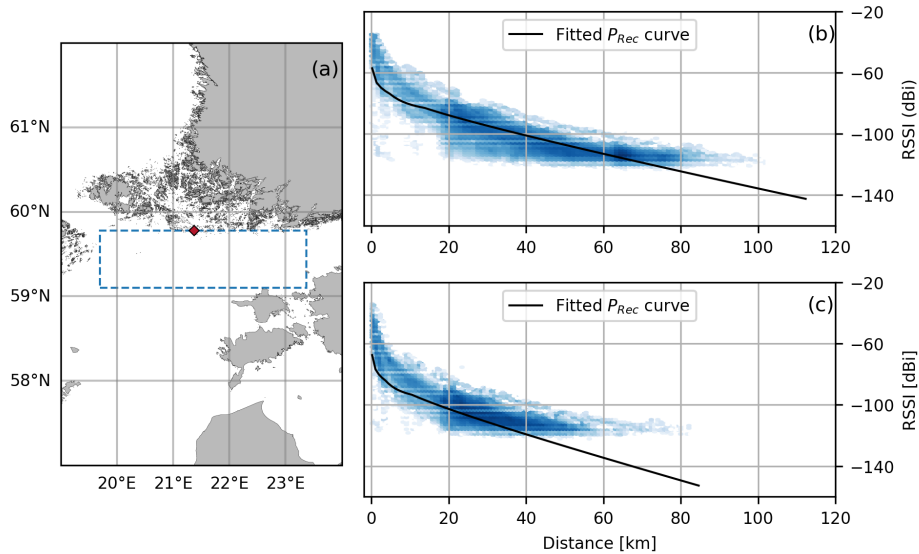 (a)
61°N
60°N
59°N
58°N
20°E 21°E 22°E 23°E
Fitted P_Rec curve
(b)
−20
−60
−100
−140
RSSI (dBi)
0 20 40 60 80 100 120
Fitted P_Rec curve
(c)
−20
−60
−100
−140
RSSI [dBi]
0 20 40 60 80 100 120
Distance [km]